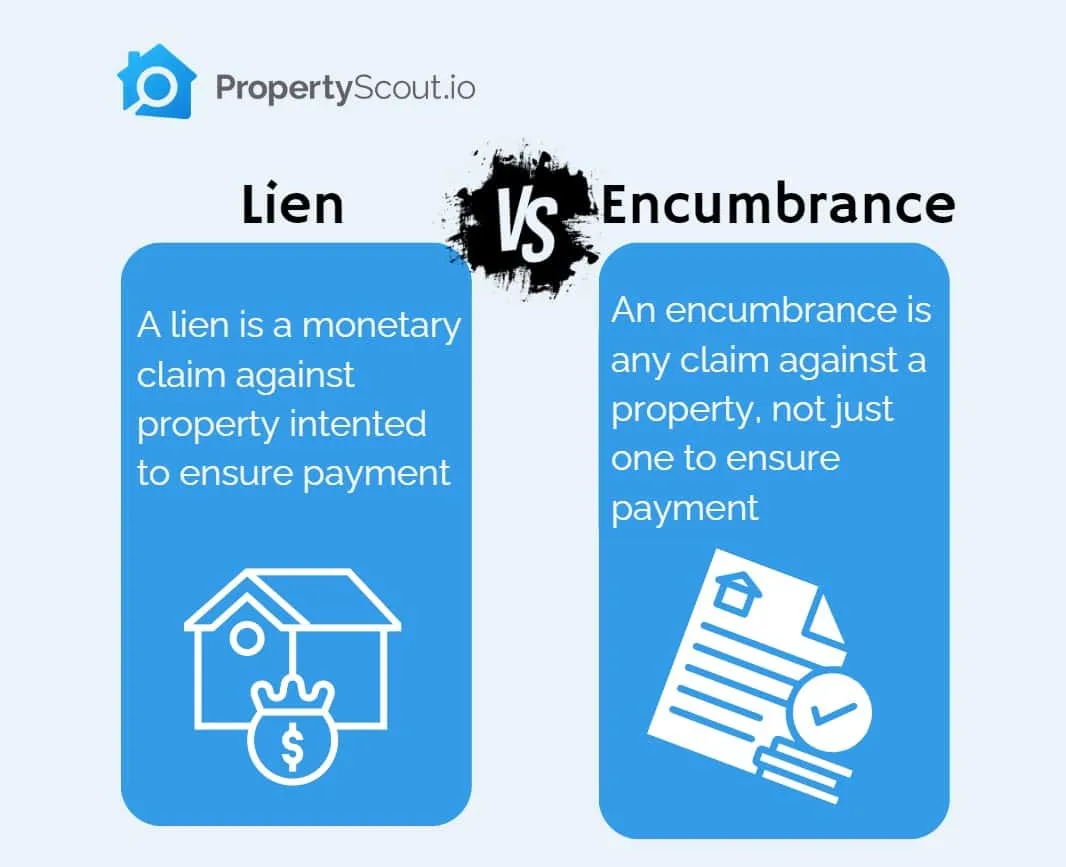 PropertyScout.io
Lien
VS
Encumbrance
A lien is a monetary
claim against
property intented
to ensure payment
$
An encumbrance is
any claim against a
property, not just
one to ensure
payment